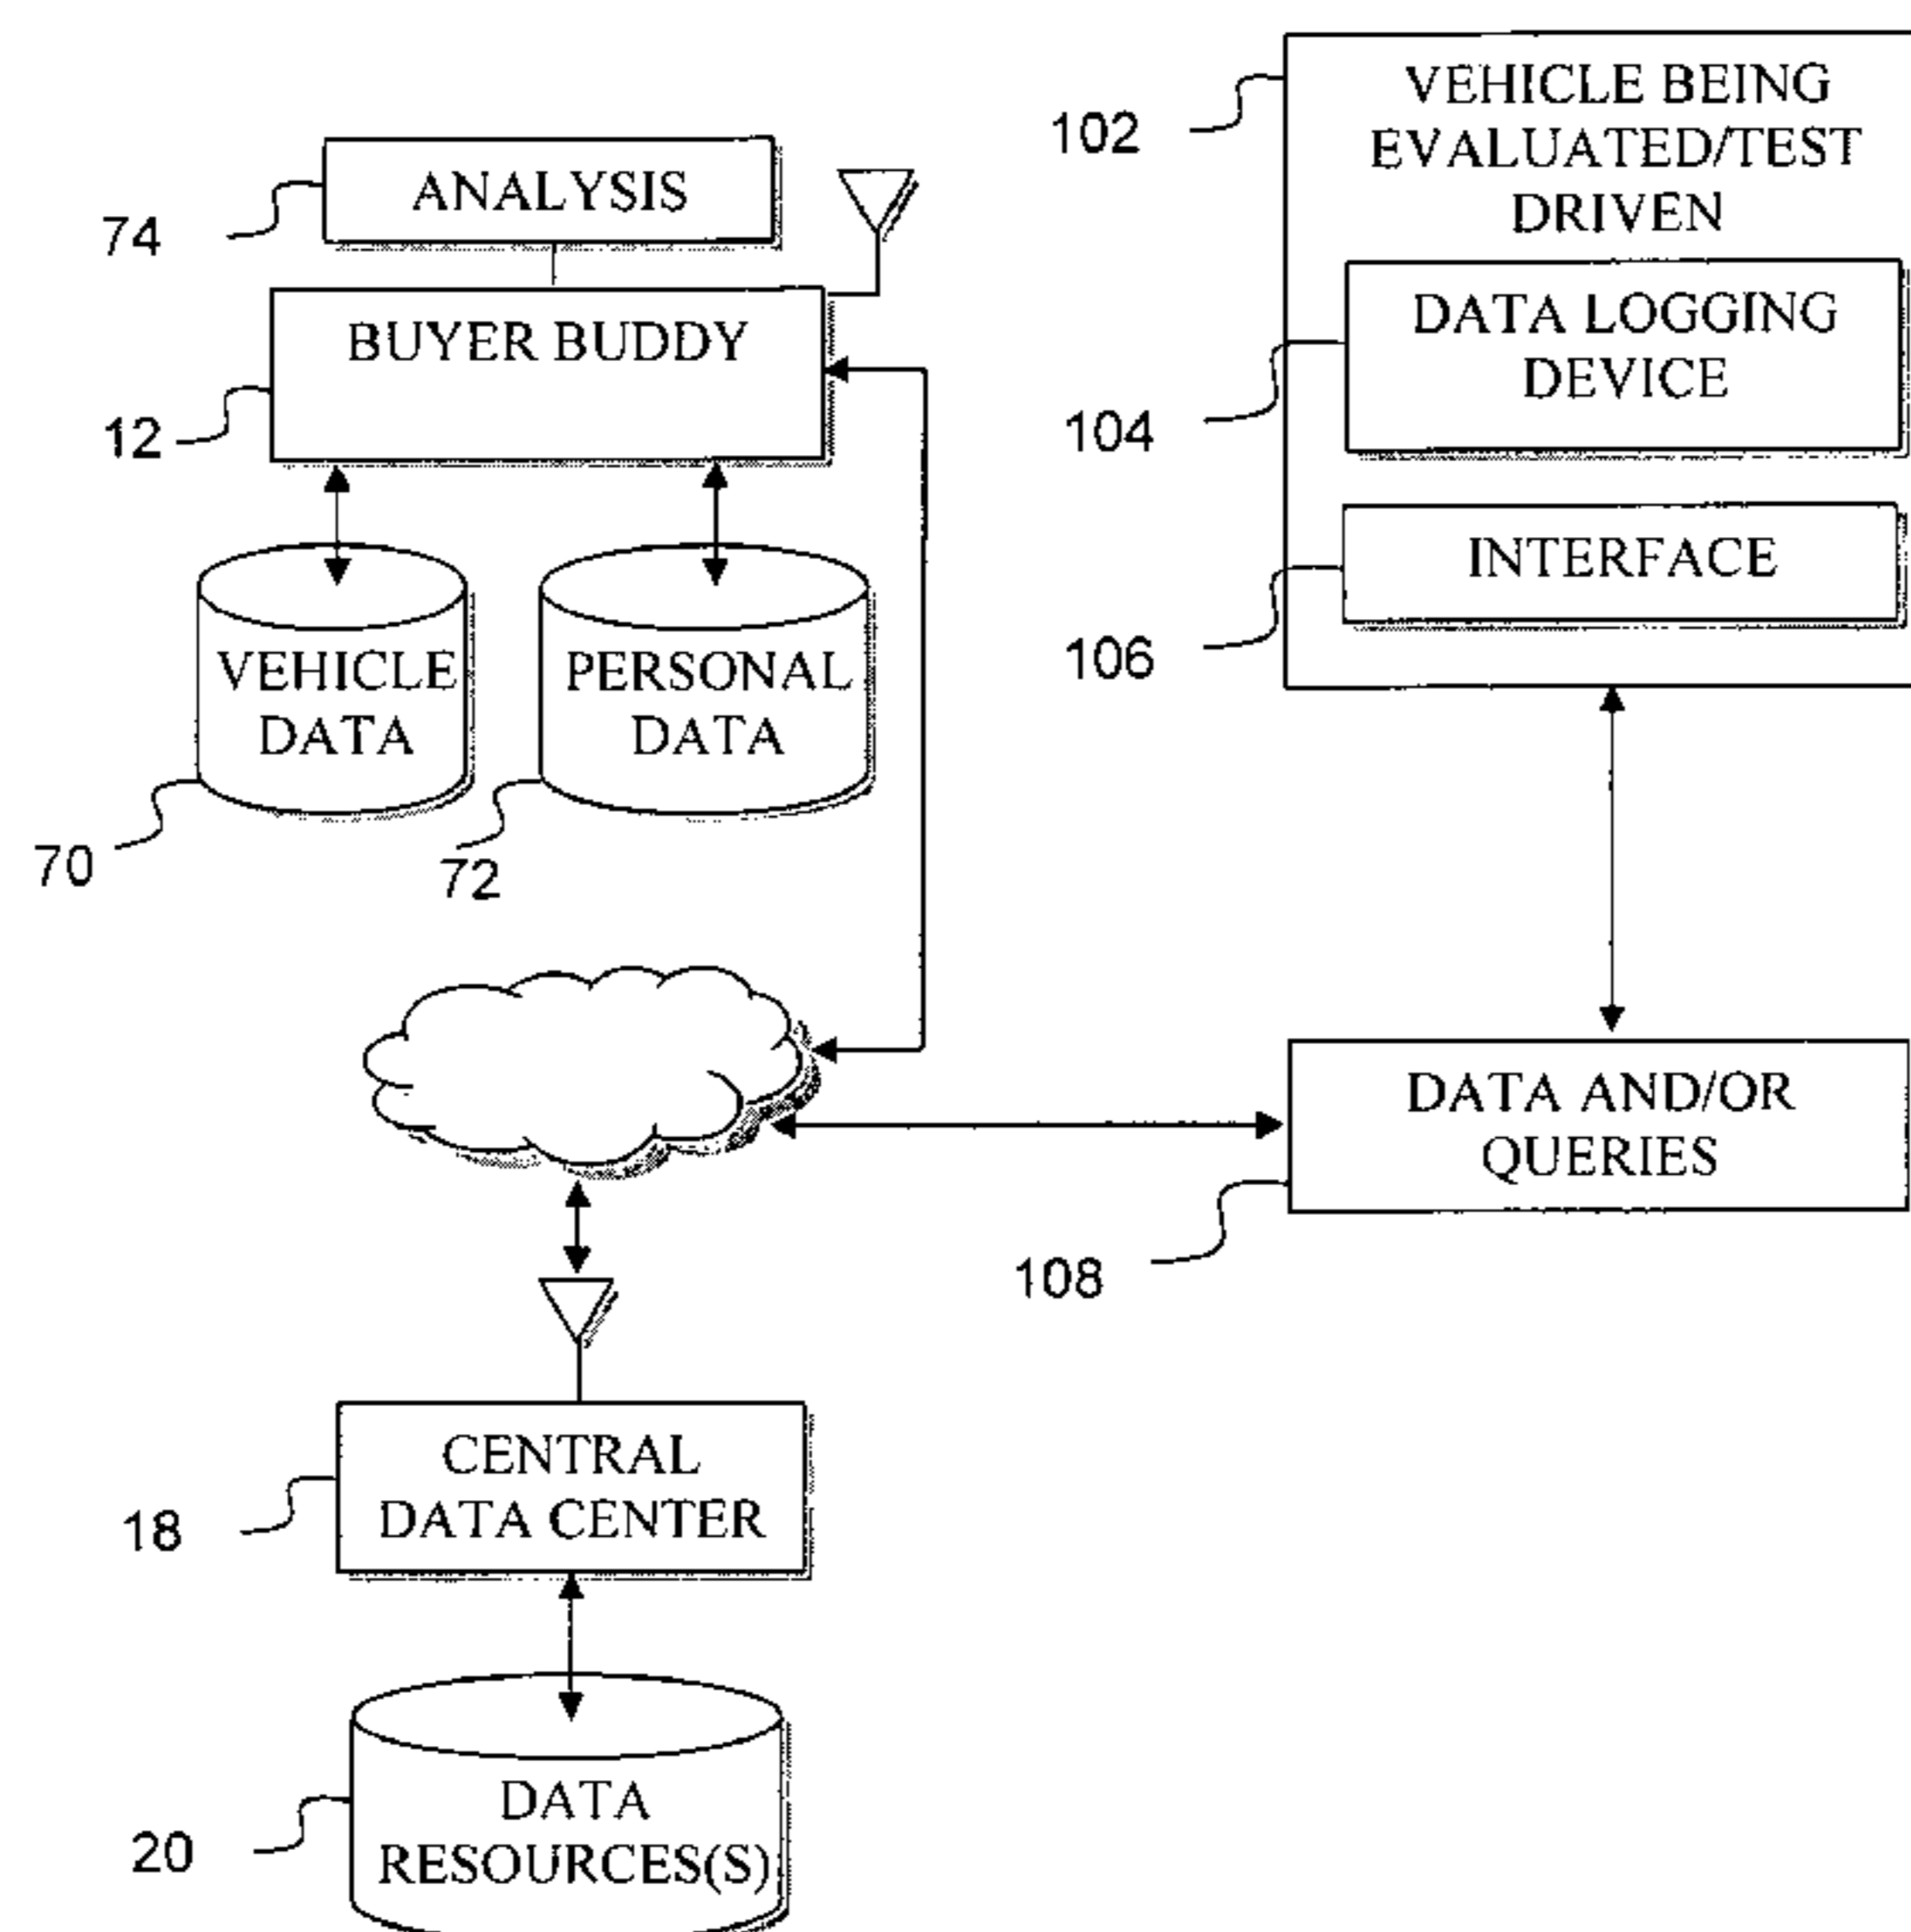 VEHICLE BEING
EVALUATED/TEST
DRIVEN
102
ANALYSIS
74
DATA LOGGING
DEVICE
104
BUYER BUDDY
12
INTERFACE
106
VEHICLE
DATA
70
PERSONAL
DATA
72
DATA AND/OR
QUERIES
108
CENTRAL
DATA CENTER
18
DATA
RESOURCES(S)
20